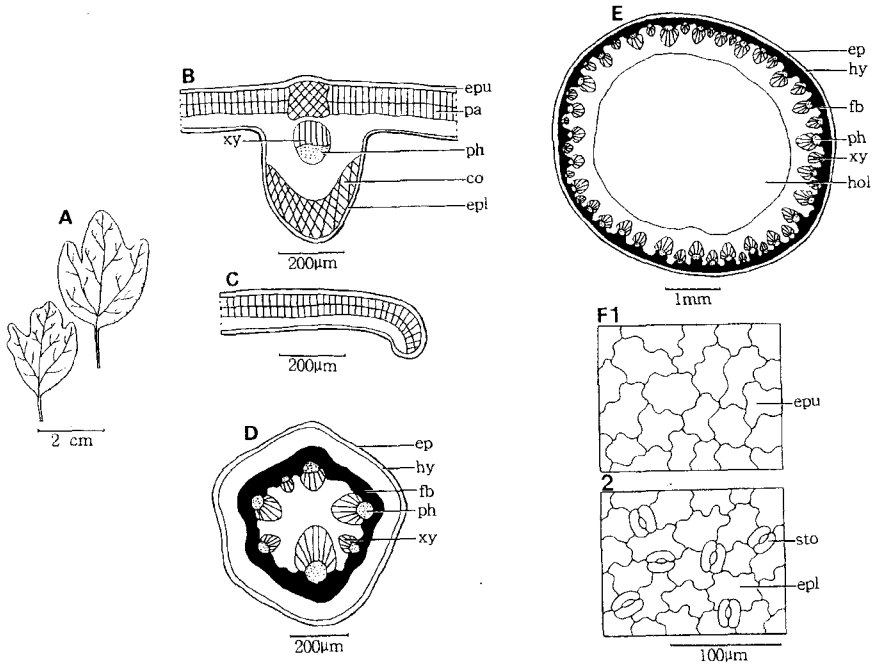 A
2 cm
B
epu
pa
xy
ph
co
epl
200μm
C
200μm
D
ep
hy
fb
ph
xy
200μm
E
ep
hy
fb
ph
xy
hol
1mm
F1
epu
2
sto
epl
100μm